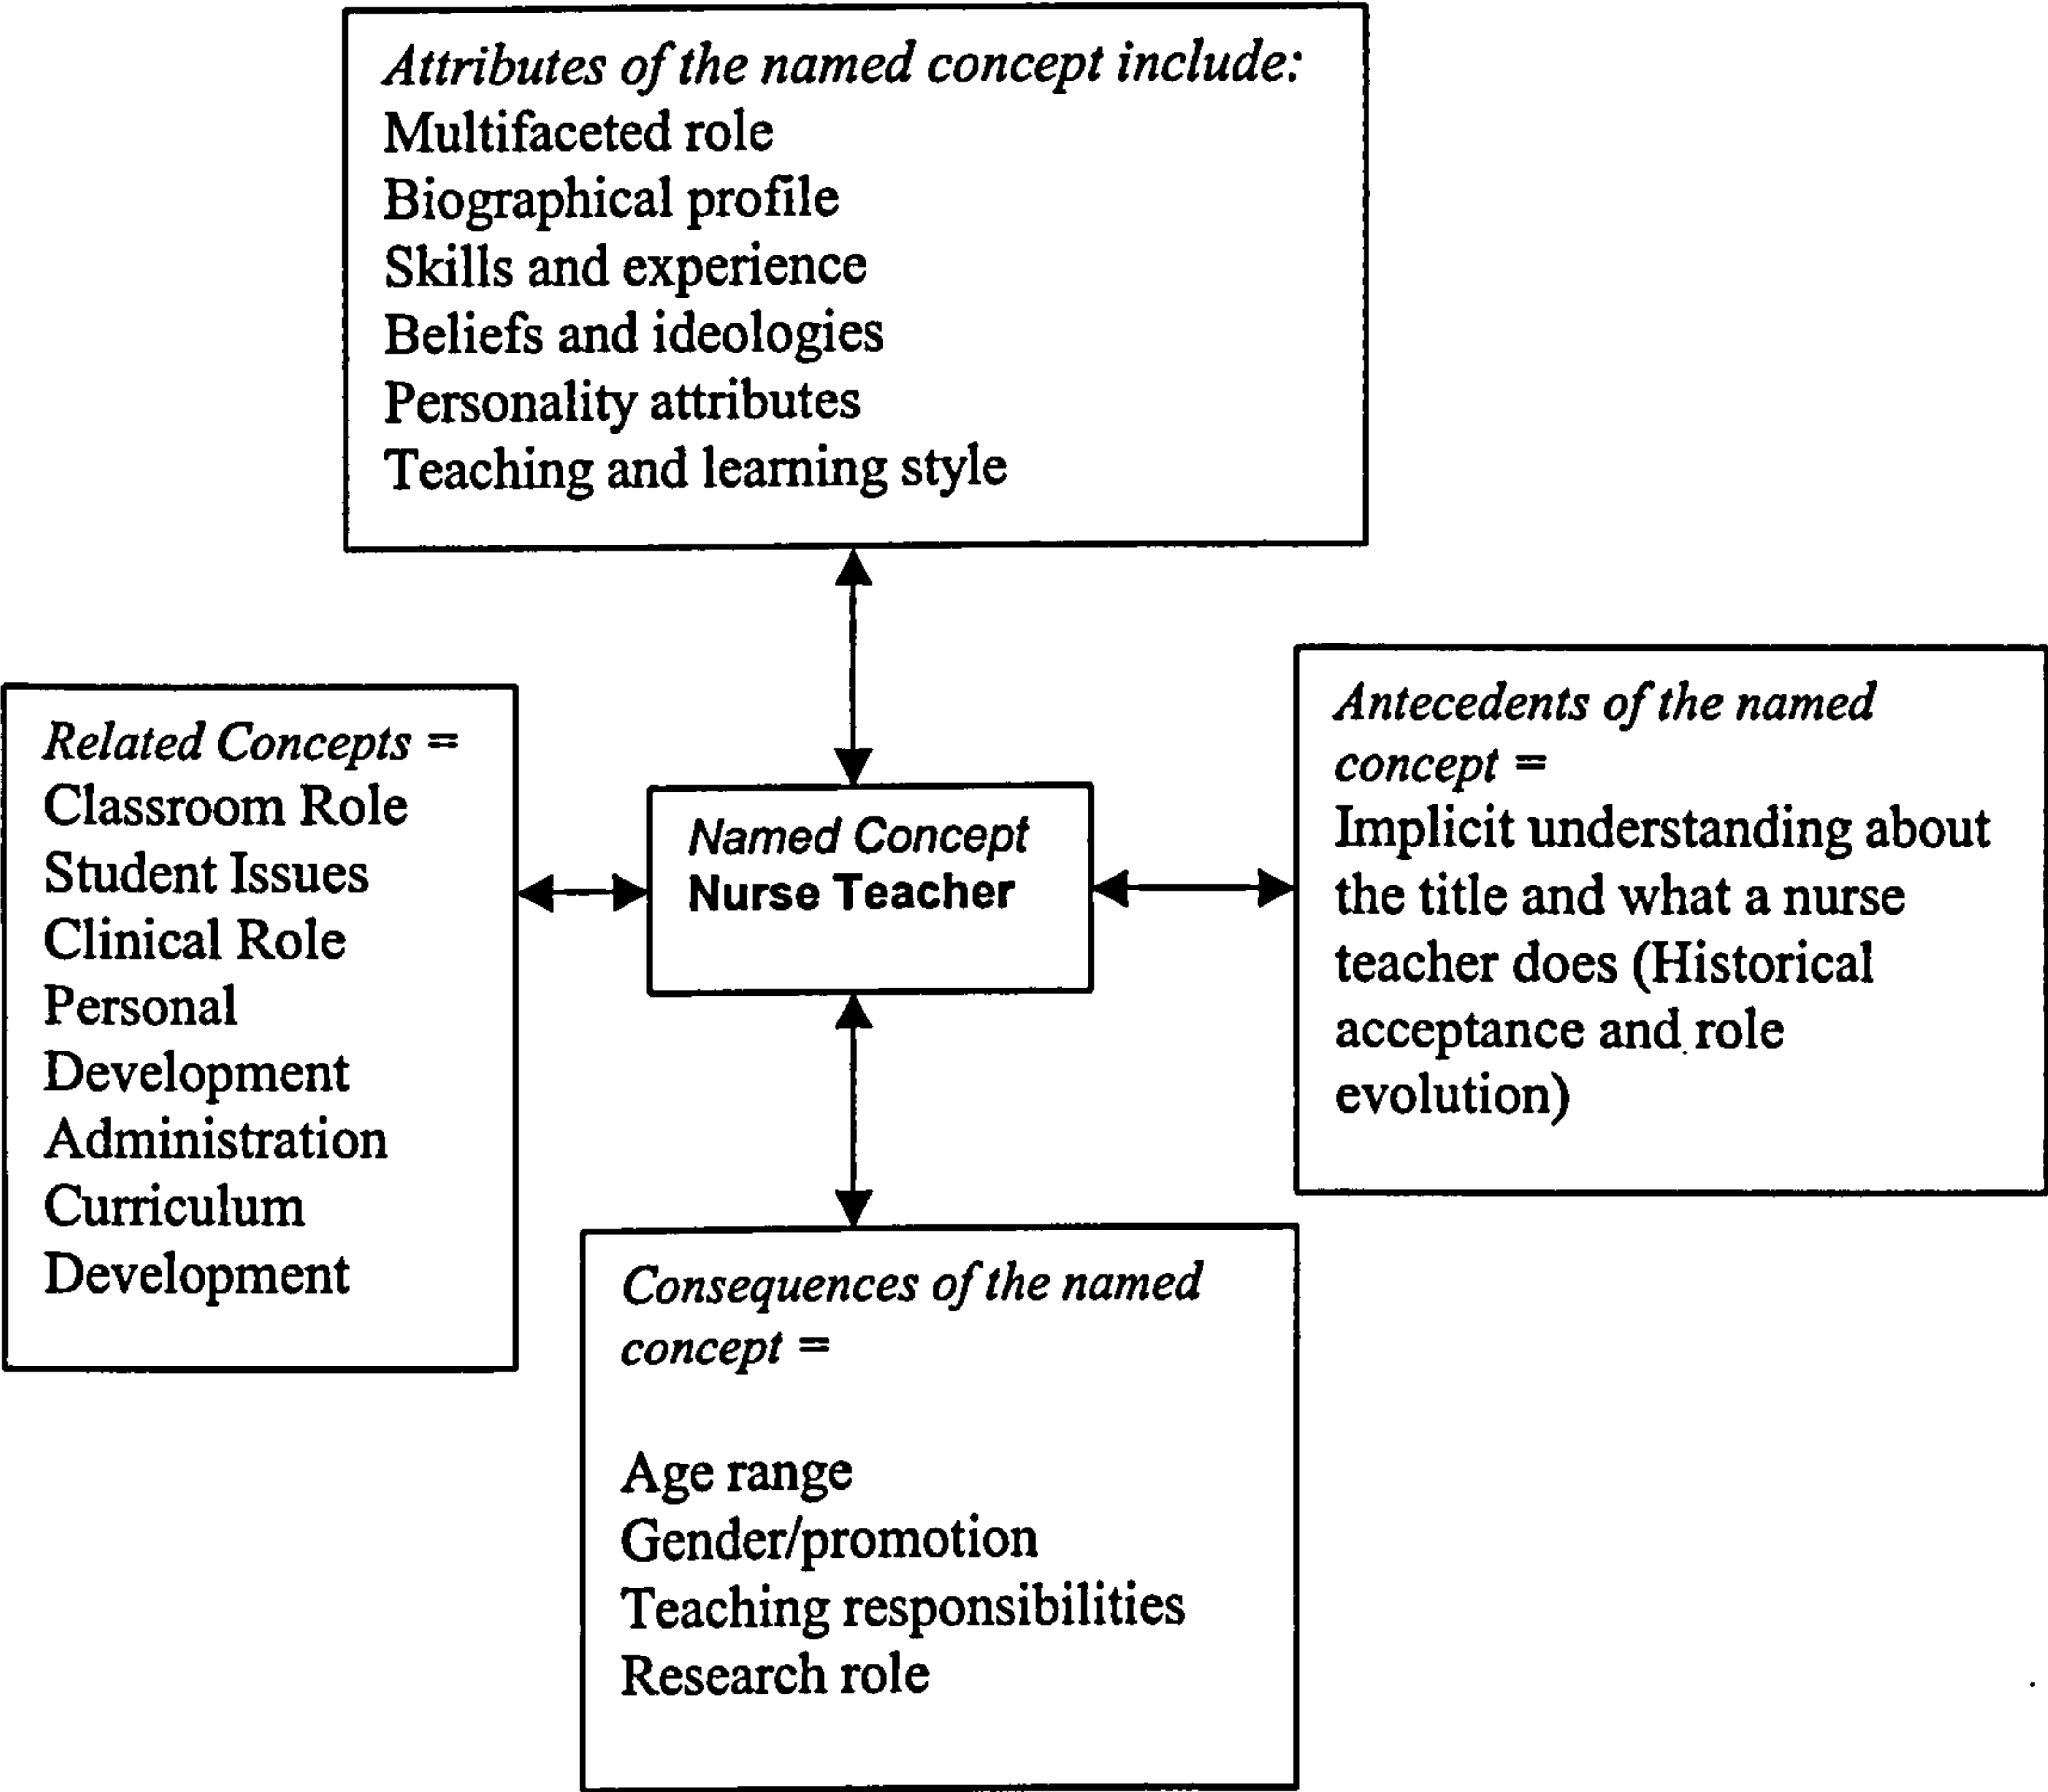 Attributes of the named concept include:
Multifaceted role
Biographical profile
Skills and experience
Beliefs and ideologies
Personality attributes
Teaching and learning style
Related Concepts =
Classroom Role
Student Issues
Clinical Role
Personal
Development
Administration
Curriculum
Development
Named Concept
Nurse Teacher
Antecedents of the named
concept =
Implicit understanding about
the title and what a nurse
teacher does (Historical
acceptance and role
evolution)
Consequences of the named
concept =
Age range
Gender/promotion
Teaching responsibilities
Research role